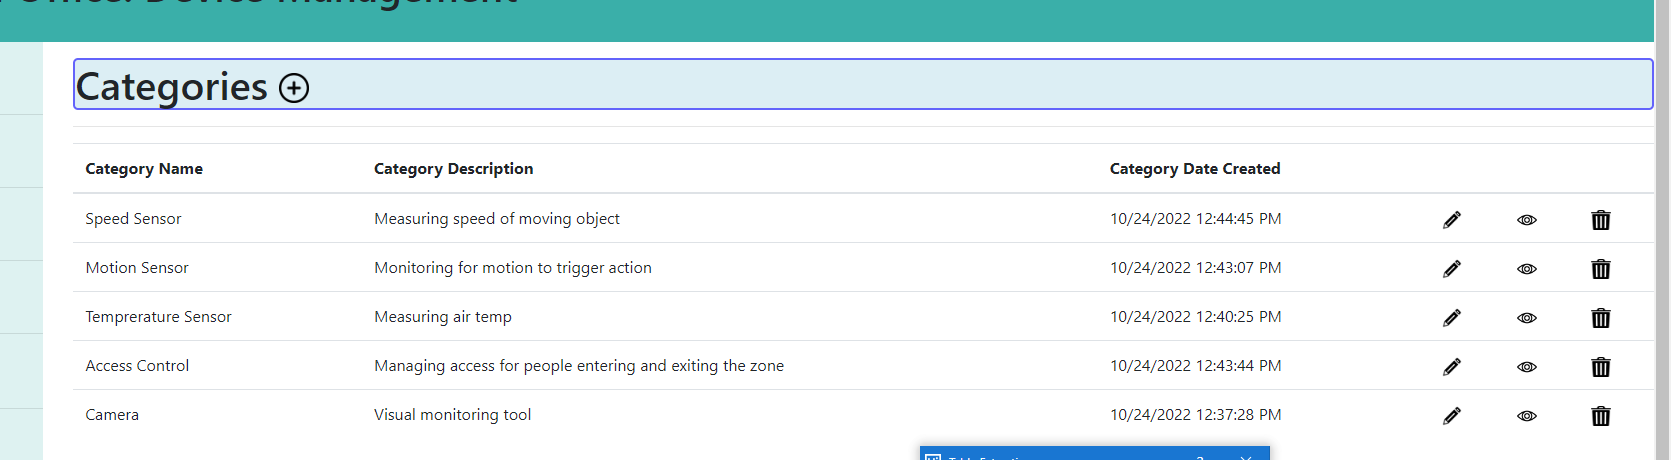 Office: Device Management
Categories
Category Name Category Description Category Date Created
Speed Sensor Measuring speed of moving object 10/24/2022 12:44:45 PM
Motion Sensor Monitoring for motion to trigger action 10/24/2022 12:43:07 PM
Temprerature Sensor Measuring air temp 10/24/2022 12:40:25 PM
Access Control Managing access for people entering and exiting the zone 10/24/2022 12:43:44 PM
Camera Visual monitoring tool 10/24/2022 12:37:28 PM